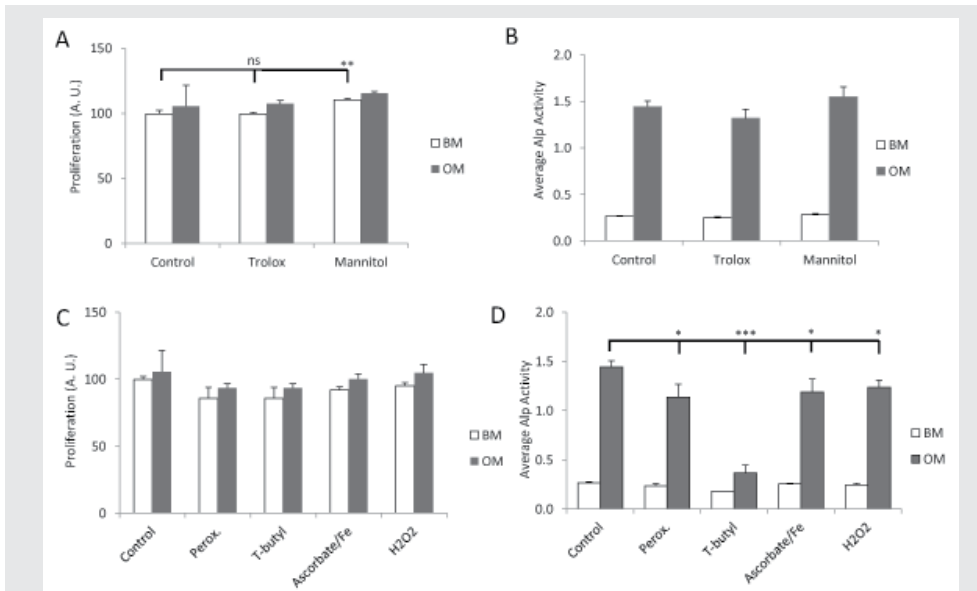 A
Proliferation (A. U.)
150
100
50
0
ns
**
Control
Trolox
Mannitol
BM
OM
B
Average Alp Activity
2.0
1.5
1.0
0.5
0.0
Control
Trolox
Mannitol
BM
OM
C
Proliferation (A. U.)
150
100
50
0
Control
Perox.
T-butyl
Ascorbate/Fe
H2O2
BM
OM
D
Average Alp Activity
2.0
1.5
1.0
0.5
0.0
*
***
*
*
Control
Perox.
T-butyl
Ascorbate/Fe
H2O2
BM
OM